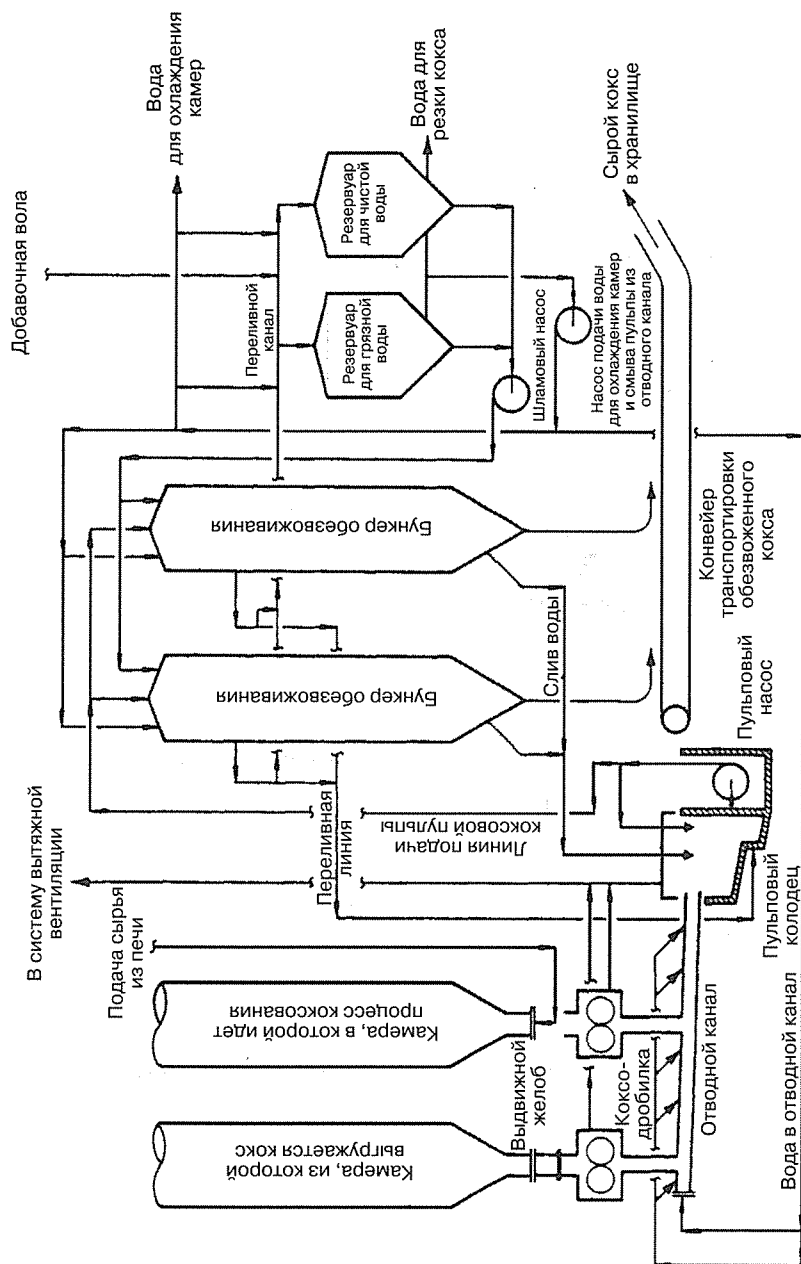 Добавочная вола
Вода
для охлаждения
камер
Вода для
резки кокса
Сырой кокс
в хранилище
Переливной
канал
Резервуар
для чистой
воды
Резервуар
для грязной
воды
Шламовый насос
Насос подачи воды
для охлаждения камер
и смыва пульпы из
отводного канала
Бункер обезвоживания
Бункер обезвоживания
Слив воды
Конвейер
транспортировки
обезвоженного
кокса
Пульповый
насос
В систему вытяжной
вентиляции
Подача сырья
из печи
Переливная
линия
Линия подачи
коксовой пульпы
Камера, в которой идет
процесс коксования
Камера, из которой
выгружается кокс
Выдвижной
желоб
Коксо-
дробилка
Отводной канал
Пульповый
колодец
Вода в отводной канал